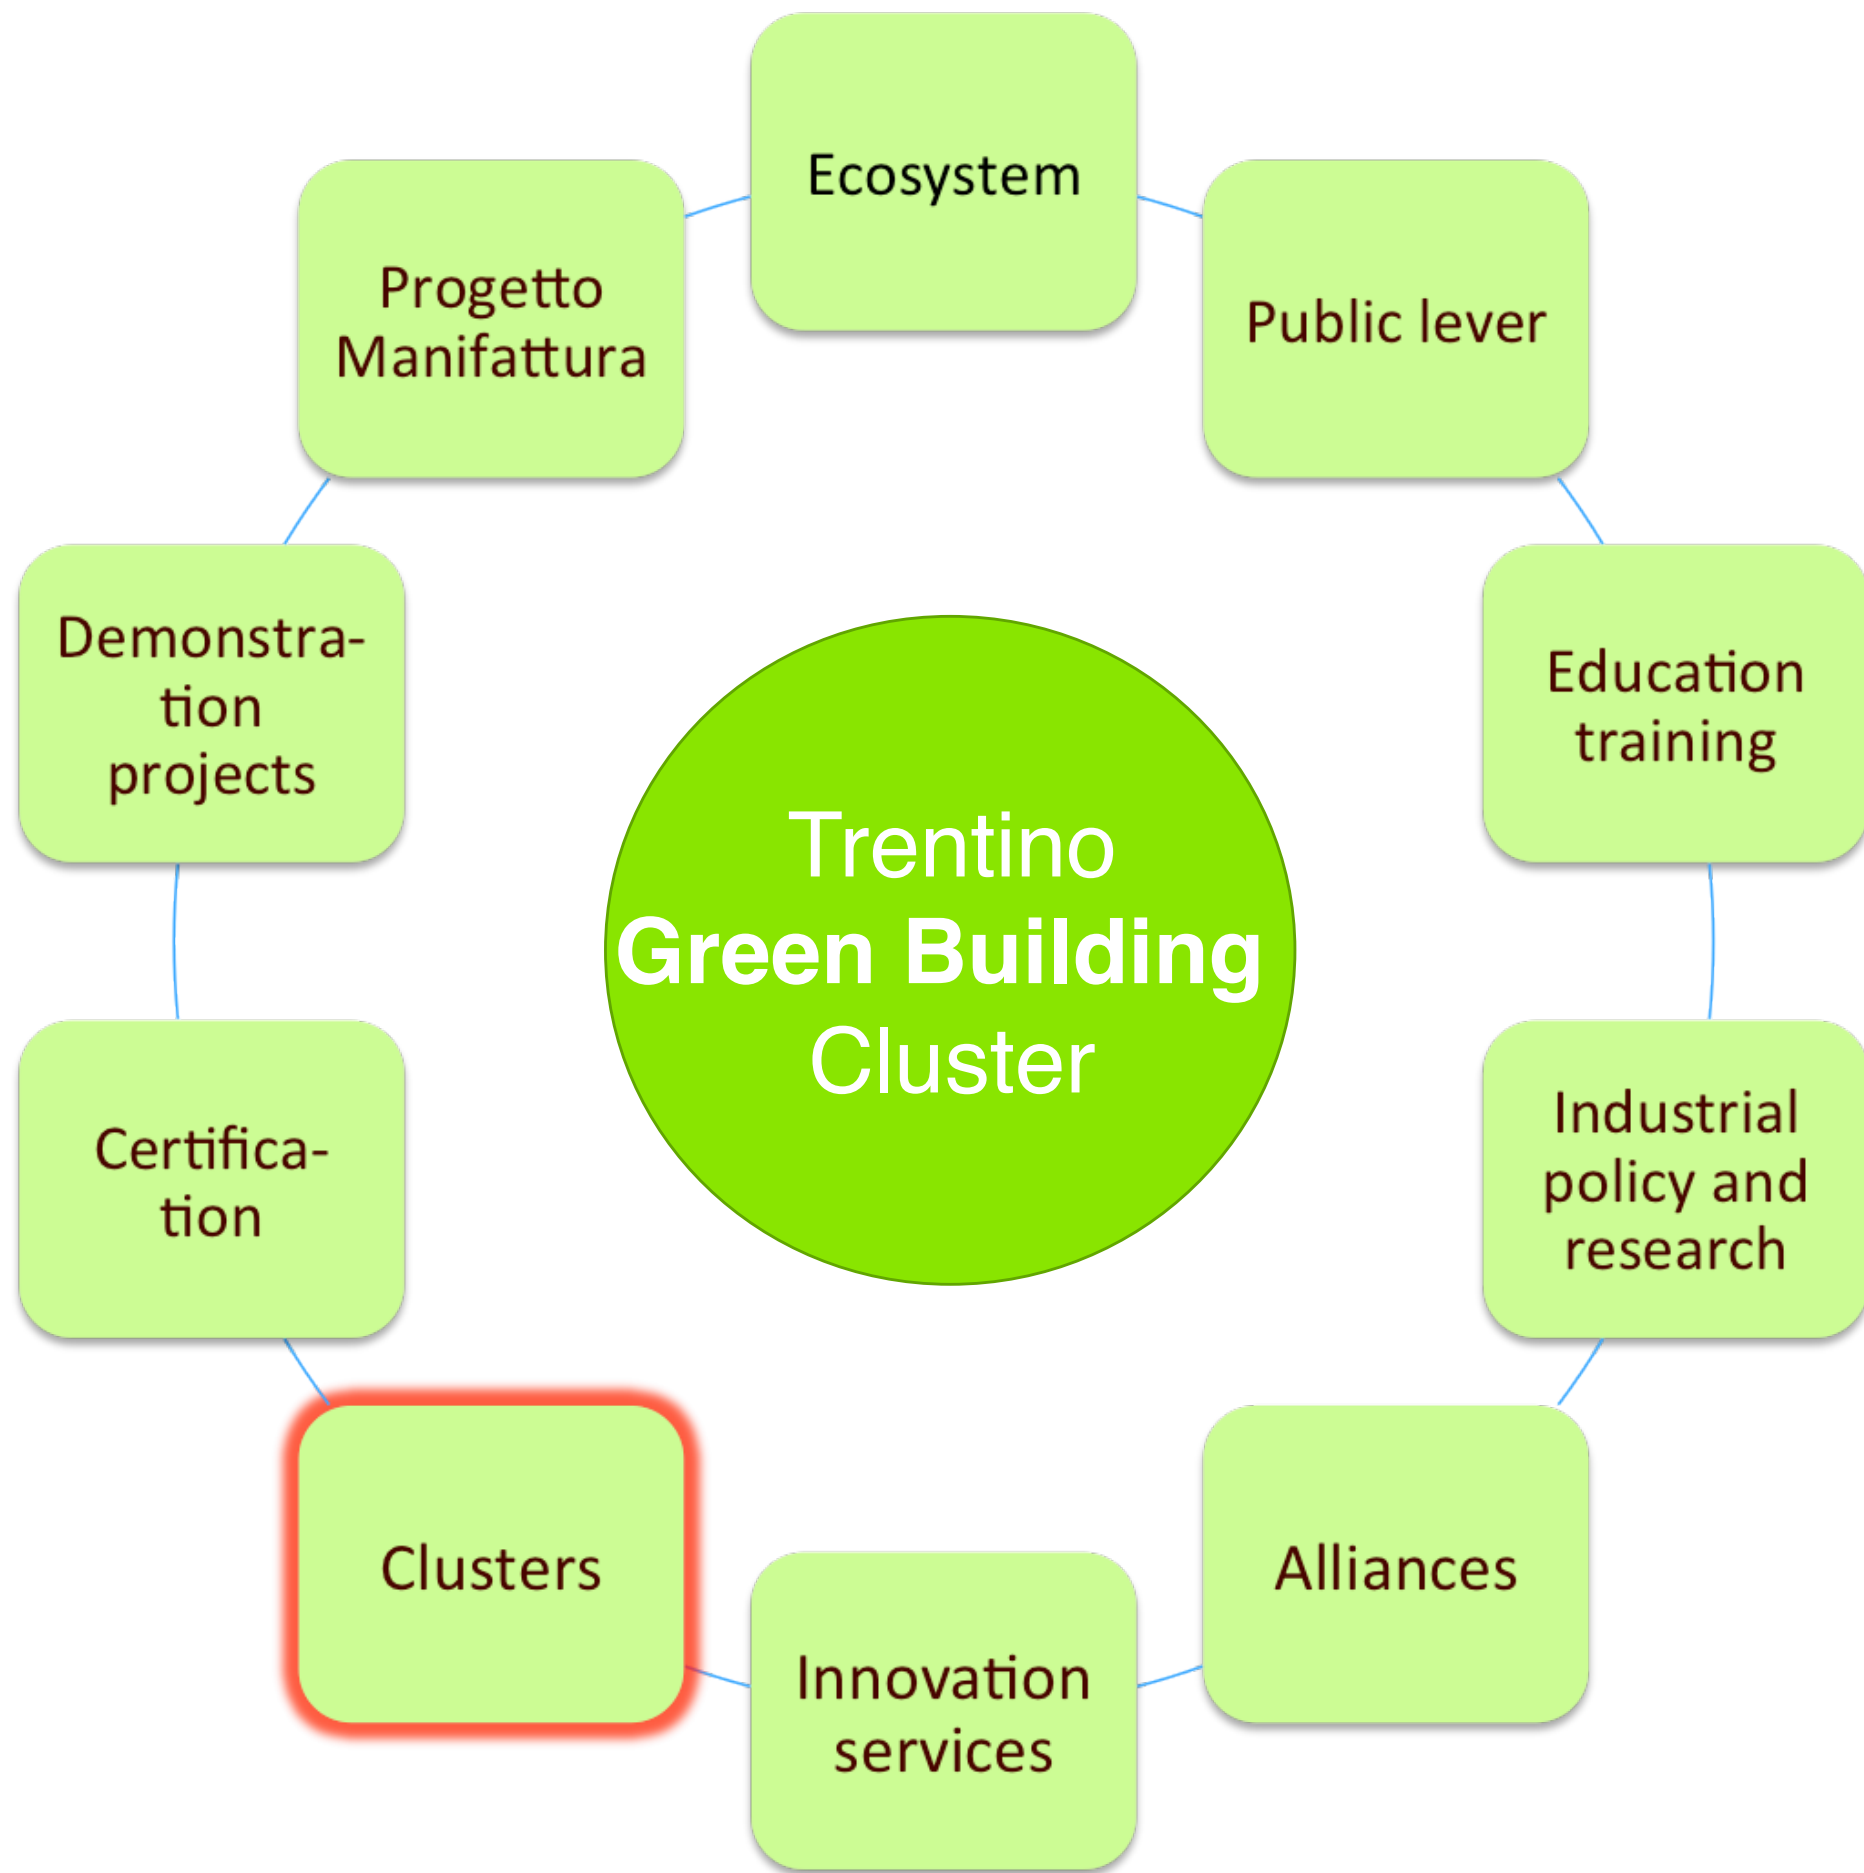 Ecosystem
Public lever
Education
training
Industrial
policy and
research
Alliances
Innovation
services
Clusters
Certifica-
tion
Demonstra-
tion
projects
Progetto
Manifattura
Trentino
Green Building
Cluster